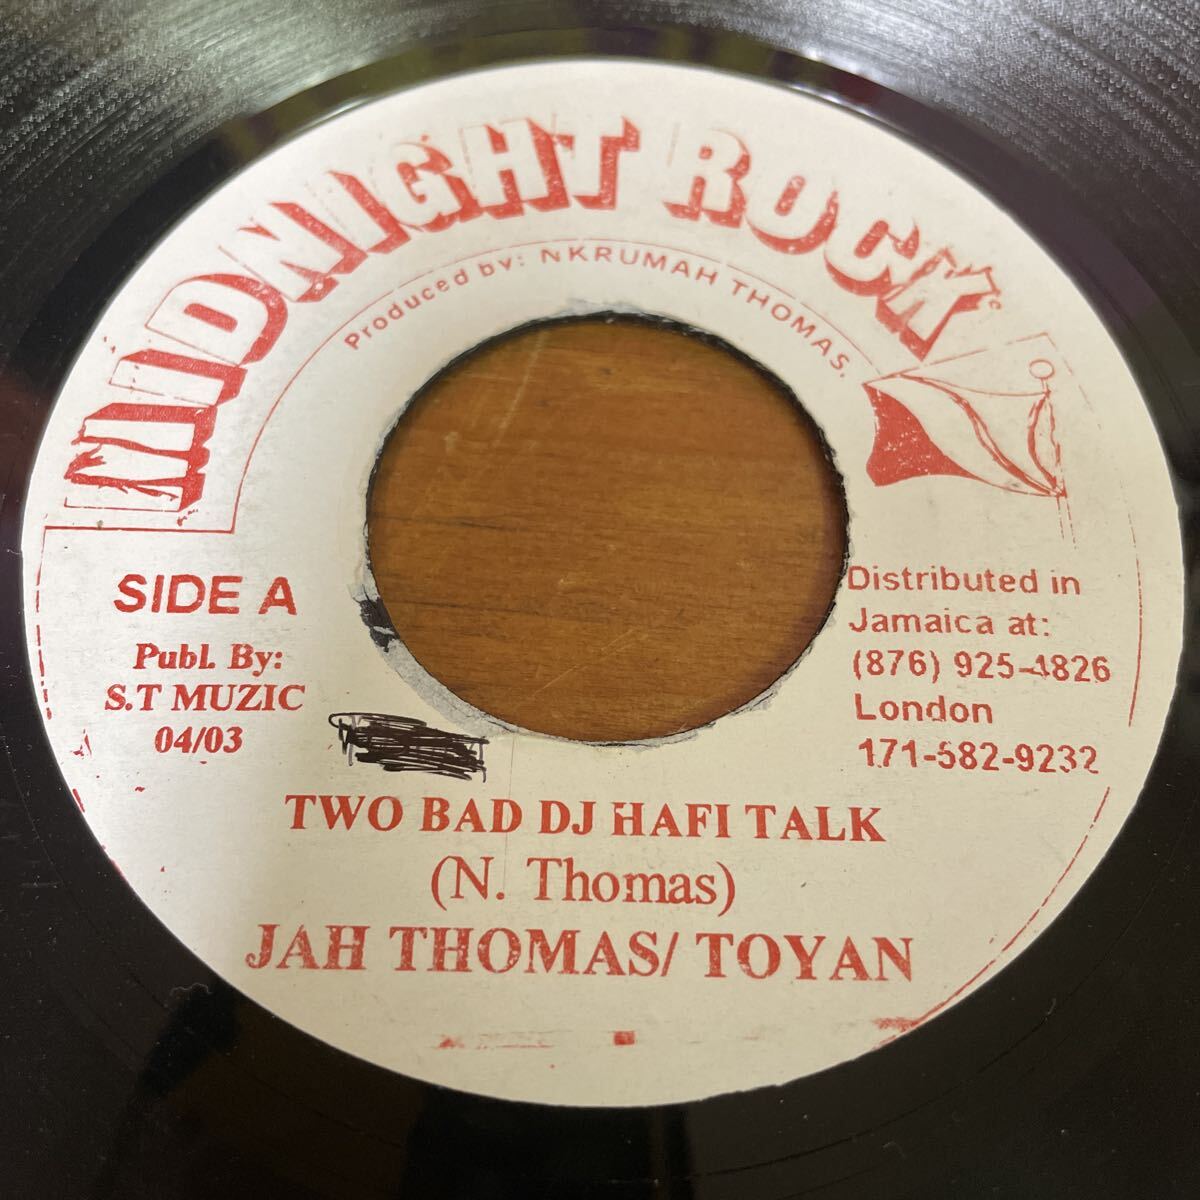 MIDNIGHT ROCK
Produced by: NKRUMAH THOMAS.
SIDE A
Publ. By:
S.T MUZIC
04/03
Distributed in
Jamaica at:
(876) 925-4826
London
171-582-9232
TWO BAD DJ HAFI TALK
(N. Thomas)
JAH THOMAS/ TOYAN